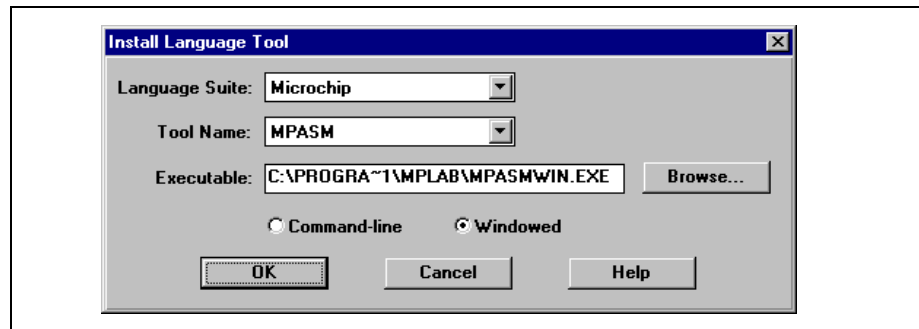 Install Language Tool
Language Suite: Microchip
Tool Name: MPASM
Executable: C:\PROGRA~1\MPLAB\MPASMWIN.EXE Browse...
Command-line Windowed
OK Cancel Help